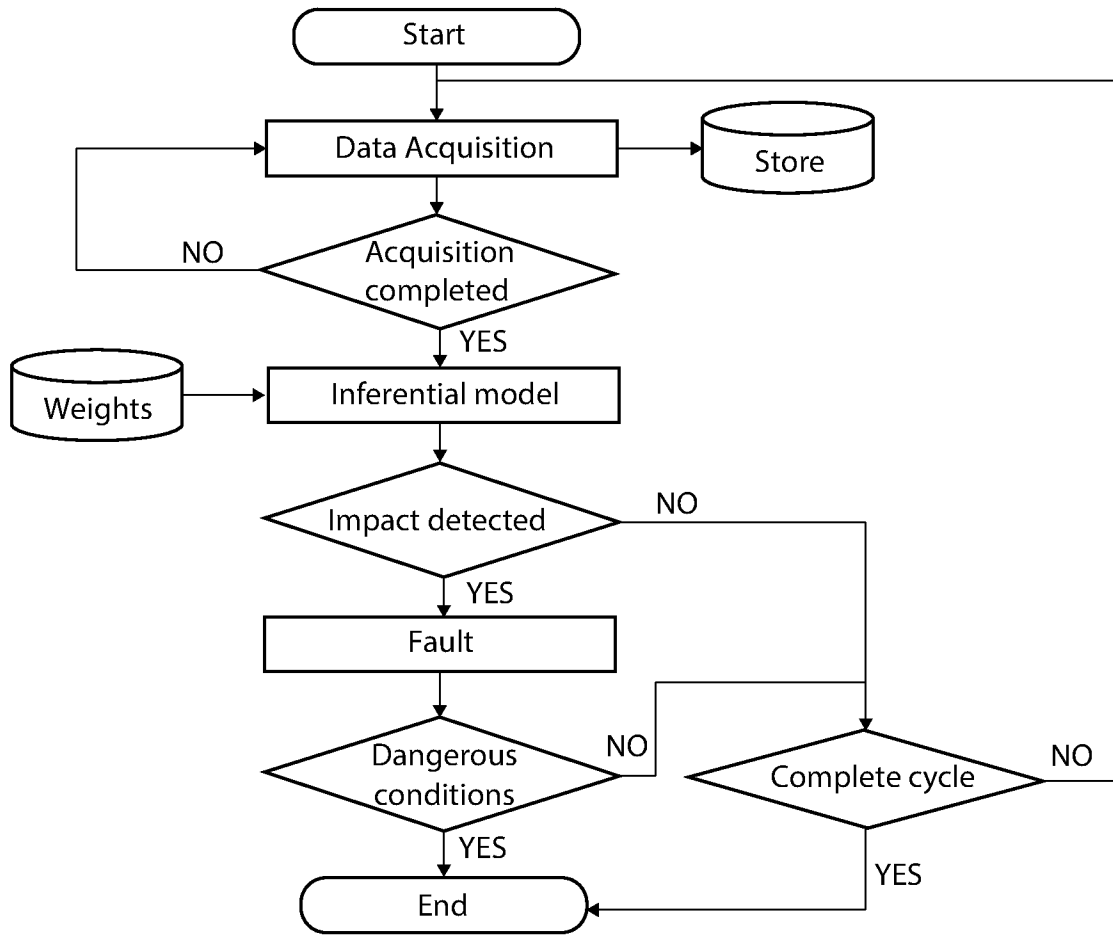 Start
Data Acquisition
Store
NO
Acquisition
completed
YES
Weights
Inferential model
Impact detected
NO
YES
Fault
Dangerous
conditions
NO
Complete cycle
NO
YES
YES
End